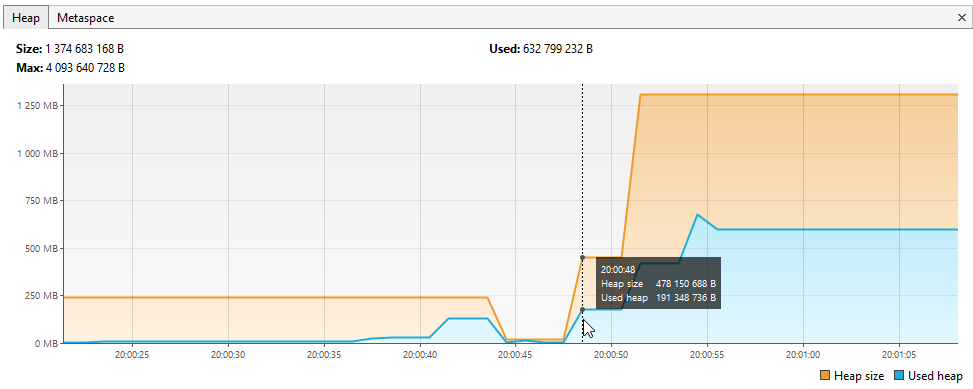 Heap Metaspace ×
Size: 1 374 683 168 B Used: 632 799 232 B
Max: 4 093 640 728 B
1 250 MB
1 000 MB
750 MB
500 MB
250 MB
0 MB
20:00:48
Heap size 478 150 688 B
Used heap 191 348 736 B
20:00:25 20:00:30 20:00:35 20:00:40 20:00:45 20:00:50 20:00:55 20:01:00 20:01:05
Heap size Used heap